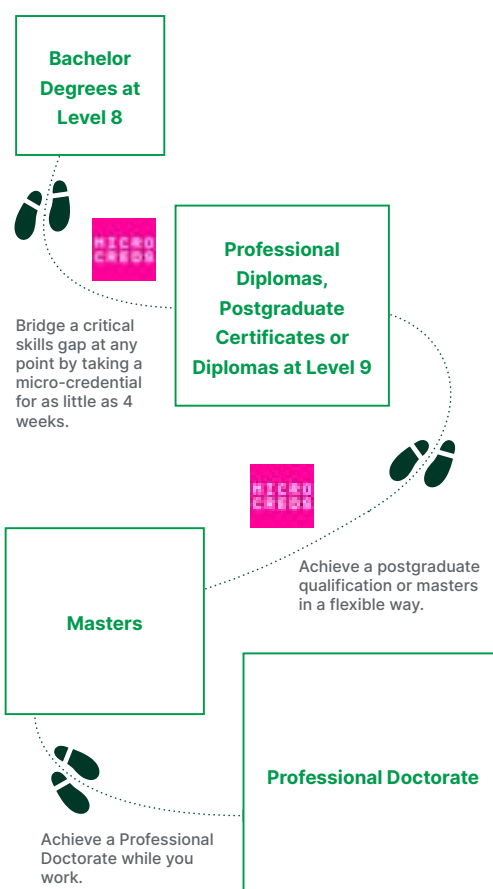 Bachelor
Degrees at
Level 8
MICRO
CREDS
Bridge a critical
skills gap at any
point by taking a
micro-credential
for as little as 4
weeks.
Professional
Diplomas,
Postgraduate
Certificates or
Diplomas at Level 9
MICRO
CREDS
Achieve a postgraduate
qualification or masters
in a flexible way.
Masters
Professional Doctorate
Achieve a Professional
Doctorate while you
work.